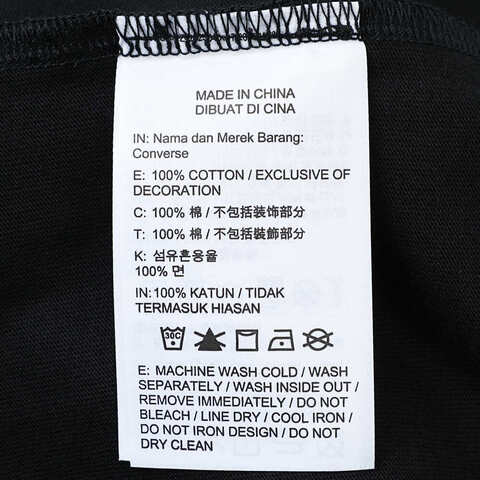 MADE IN CHINA
DIBUAT DI CINA
IN: Nama dan Merek Barang:
Converse
E: 100% COTTON / EXCLUSIVE OF
DECORATION
C: 100% 棉 / 不包括装饰部分
T: 100% 棉 / 不包括裝飾部分
K: 섬유혼용율
100% 면
IN: 100% KATUN / TIDAK
TERMASUK HIASAN
30C
E: MACHINE WASH COLD / WASH
SEPARATELY / WASH INSIDE OUT /
REMOVE IMMEDIATELY / DO NOT
BLEACH / LINE DRY / COOL IRON /
DO NOT IRON DESIGN / DO NOT
DRY CLEAN